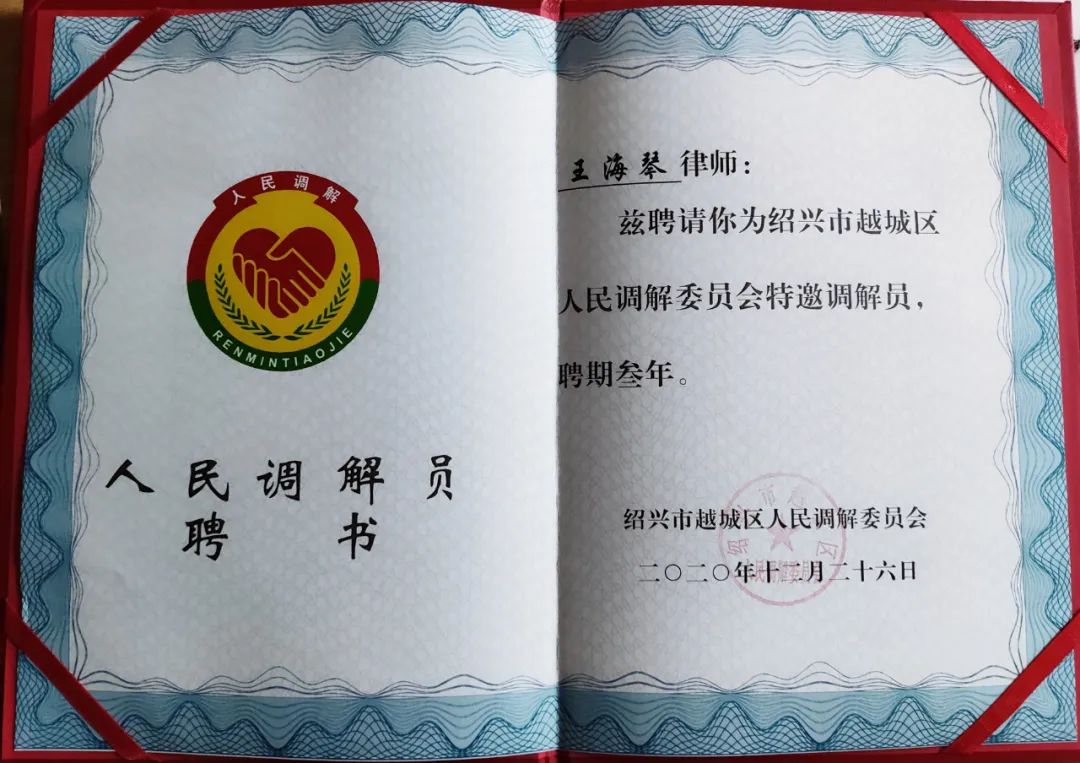 人民调解
RENMINTIAOJIE
人民调解员
聘书
王海琴律师：
兹聘请你为绍兴市越城区
人民调解委员会特邀调解员，
聘期叁年。
绍兴市越城区人民调解委员会
二〇二〇年十二月二十六日